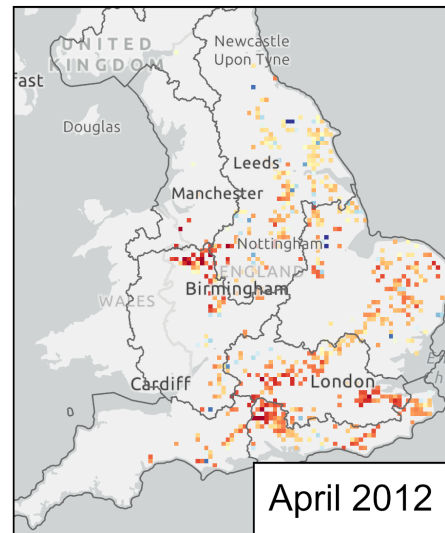 UNITED
KINGDOM
Newcastle
Upon Tyne
fast
Douglas
Leeds
Manchester
Nottingham
ENGLAND
Birmingham
WALES
Cardiff
London
April 2012